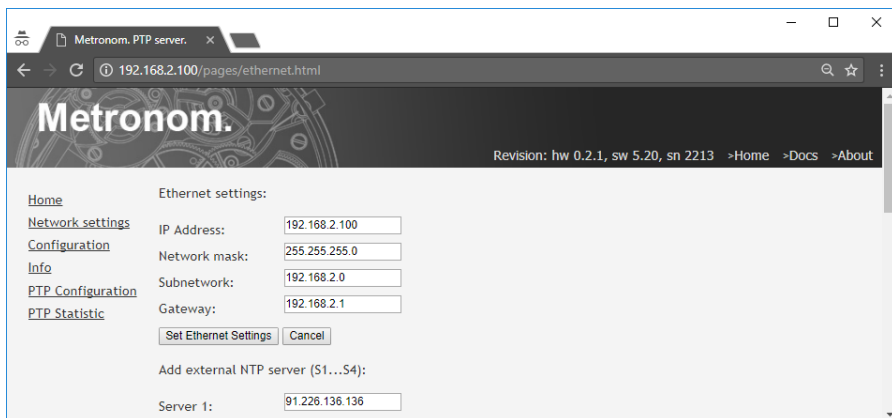 Metronom. PTP server.
192.168.2.100/pages/ethernet.html
Metronom.
Revision: hw 0.2.1, sw 5.20, sn 2213 >Home >Docs >About
Home
Network settings
Configuration
Info
PTP Configuration
PTP Statistic
Ethernet settings:
IP Address: 192.168.2.100
Network mask: 255.255.255.0
Subnetwork: 192.168.2.0
Gateway: 192.168.2.1
Set Ethernet Settings Cancel
Add external NTP server (S1...S4):
Server 1: 91.226.136.136